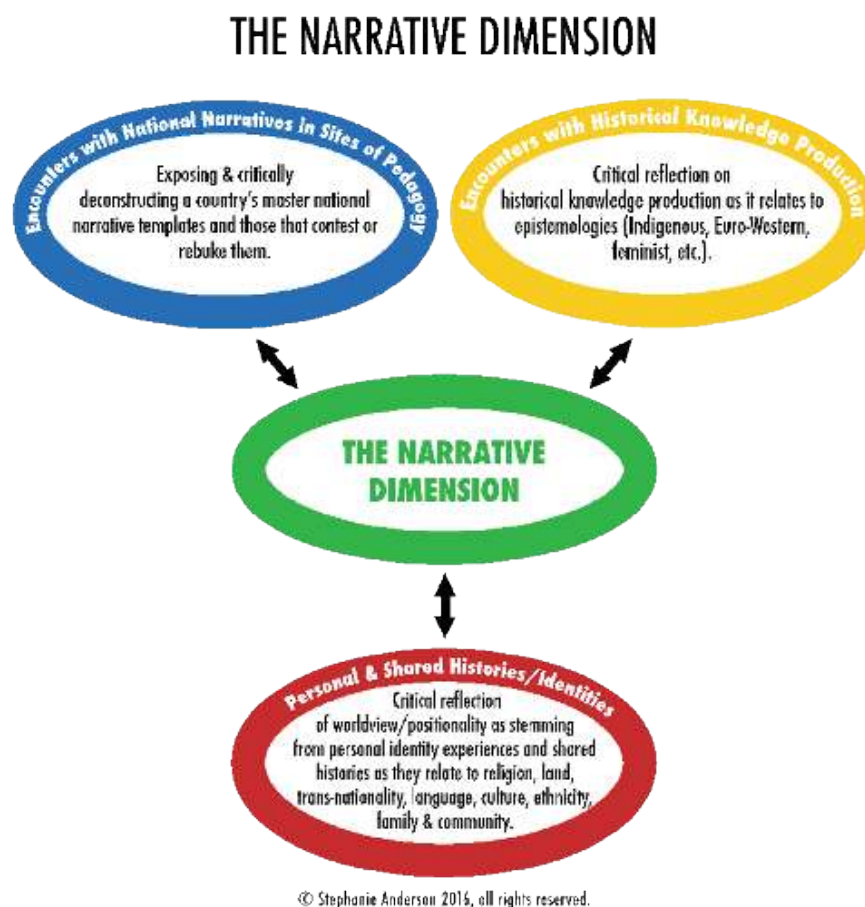 THE NARRATIVE DIMENSION
Encounters with National Narratives in Sites of Pedagogy
Exposing & critically
deconstructing a country's master national
narrative templates and those that contest or
rebuke them.
Encounters with Historical Knowledge Production
Critical reflection on
historical knowledge production as it relates to
epistemologies (Indigenous, Euro-Western,
feminist, etc.).
THE NARRATIVE
DIMENSION
Personal & Shared Histories/Identities
Critical reflection
of worldview/positionality as stemming
from personal identity experiences and shared
histories as they relate to religion, land,
trans-nationality, language, culture, ethnicity,
family & community.
© Stephanie Anderson 2016, all rights reserved.